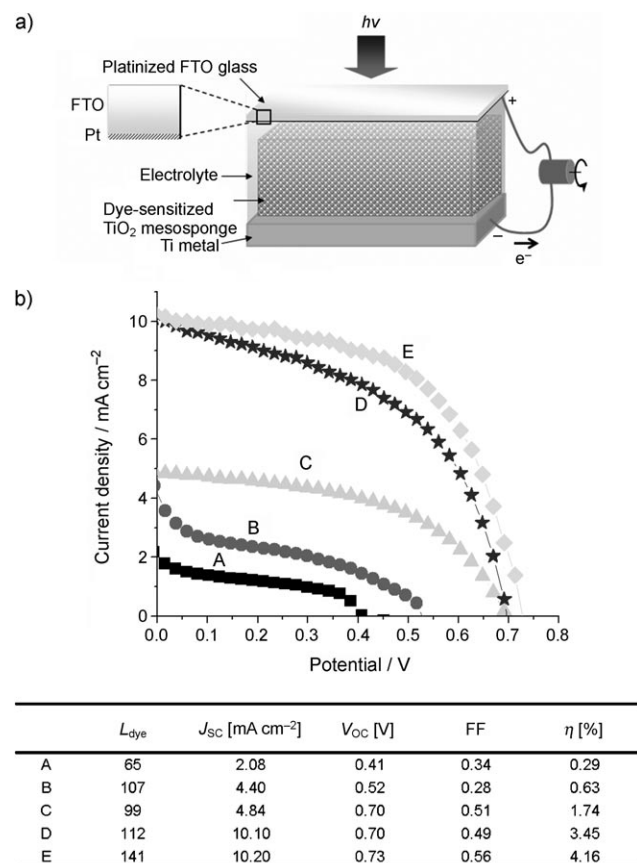 a)
hν
Platinized FTO glass
FTO
Pt
+
Electrolyte
Dye-sensitized
TiO₂ mesosponge
Ti metal
−
e⁻
b)
Current density / mA cm⁻²
10
8
6
4
2
0
E
D
C
B
A
0.0 0.1 0.2 0.3 0.4 0.5 0.6 0.7 0.8
Potential / V
L_dye J_SC [mA cm⁻²] V_OC [V] FF η [%]
A 65 2.08 0.41 0.34 0.29
B 107 4.40 0.52 0.28 0.63
C 99 4.84 0.70 0.51 1.74
D 112 10.10 0.70 0.49 3.45
E 141 10.20 0.73 0.56 4.16